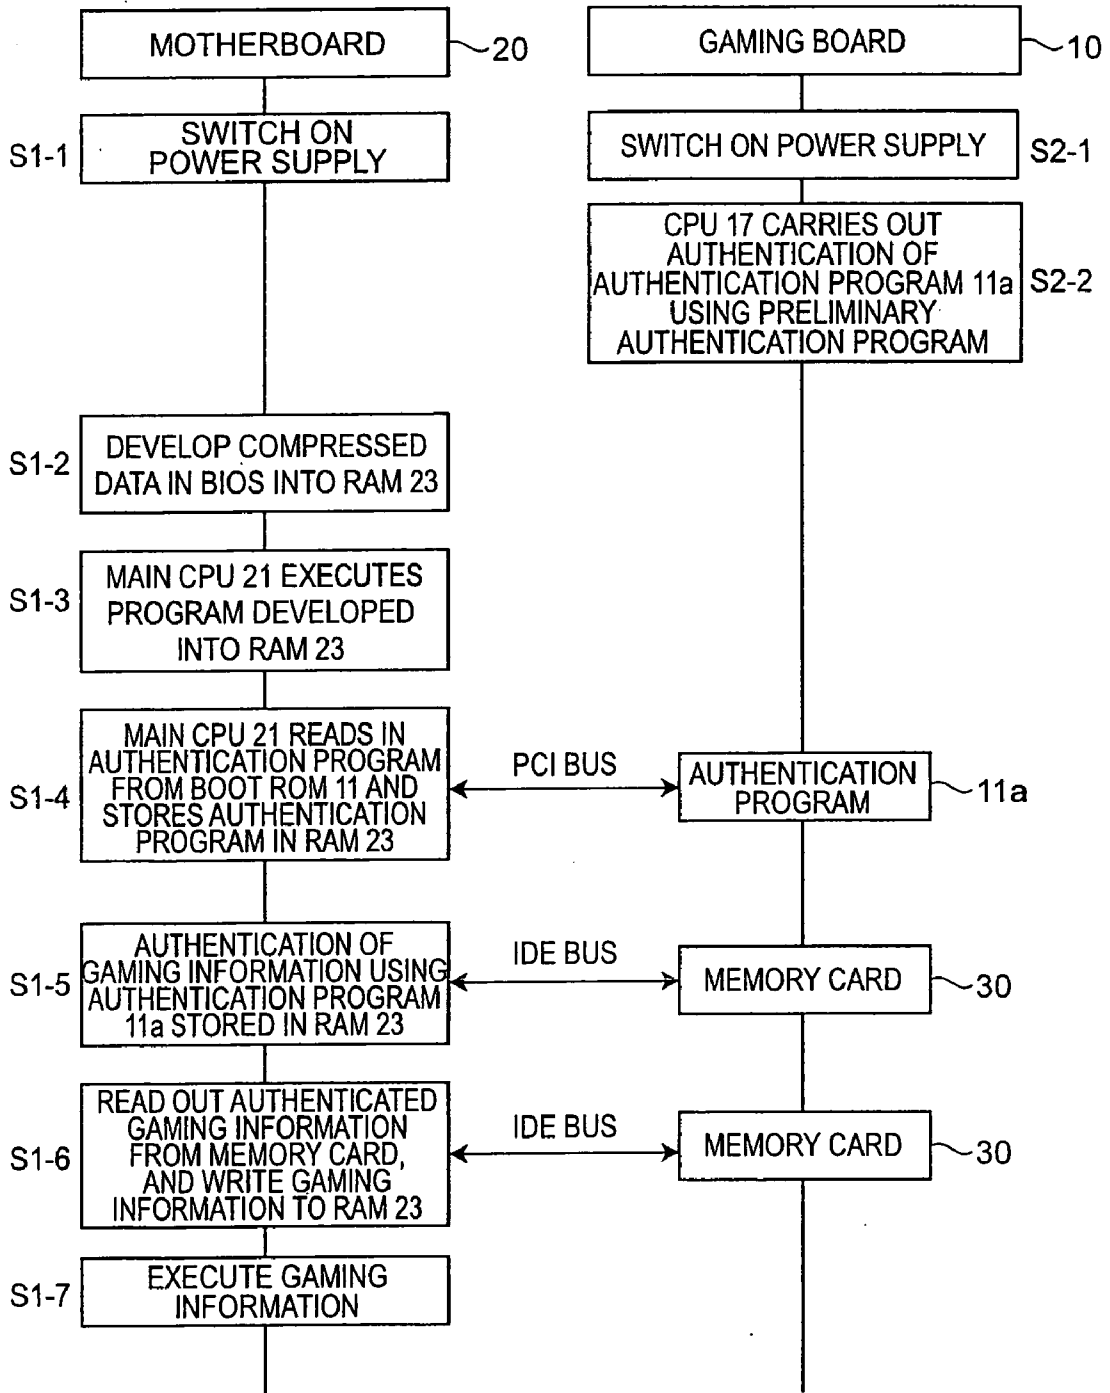 MOTHERBOARD
20
GAMING BOARD
10
S1-1
SWITCH ON
POWER SUPPLY
SWITCH ON POWER SUPPLY
S2-1
CPU 17 CARRIES OUT
AUTHENTICATION OF
AUTHENTICATION PROGRAM 11a
USING PRELIMINARY
AUTHENTICATION PROGRAM
S2-2
S1-2
DEVELOP COMPRESSED
DATA IN BIOS INTO RAM 23
S1-3
MAIN CPU 21 EXECUTES
PROGRAM DEVELOPED
INTO RAM 23
S1-4
MAIN CPU 21 READS IN
AUTHENTICATION PROGRAM
FROM BOOT ROM 11 AND
STORES AUTHENTICATION
PROGRAM IN RAM 23
PCI BUS
AUTHENTICATION
PROGRAM
11a
S1-5
AUTHENTICATION OF
GAMING INFORMATION USING
AUTHENTICATION PROGRAM
11a STORED IN RAM 23
IDE BUS
MEMORY CARD
30
S1-6
READ OUT AUTHENTICATED
GAMING INFORMATION
FROM MEMORY CARD,
AND WRITE GAMING
INFORMATION TO RAM 23
IDE BUS
MEMORY CARD
30
S1-7
EXECUTE GAMING
INFORMATION